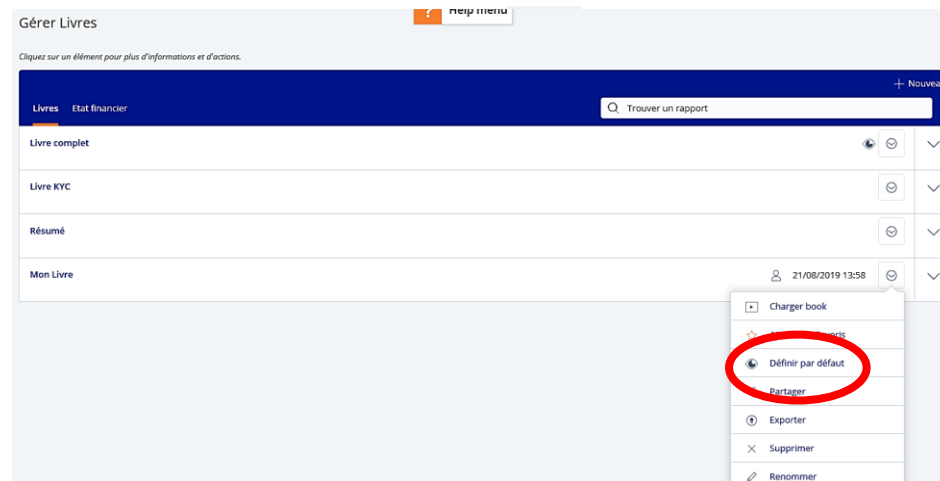 Help menu
Gérer Livres
Cliquez sur un élément pour plus d'informations et d'actions.
Livres Etat financier
Trouver un rapport
Livre complet
Livre KYC
Résumé
Mon Livre 21/08/2019 13:58
Charger book
Définir par défaut
Partager
Exporter
Supprimer
Renommer